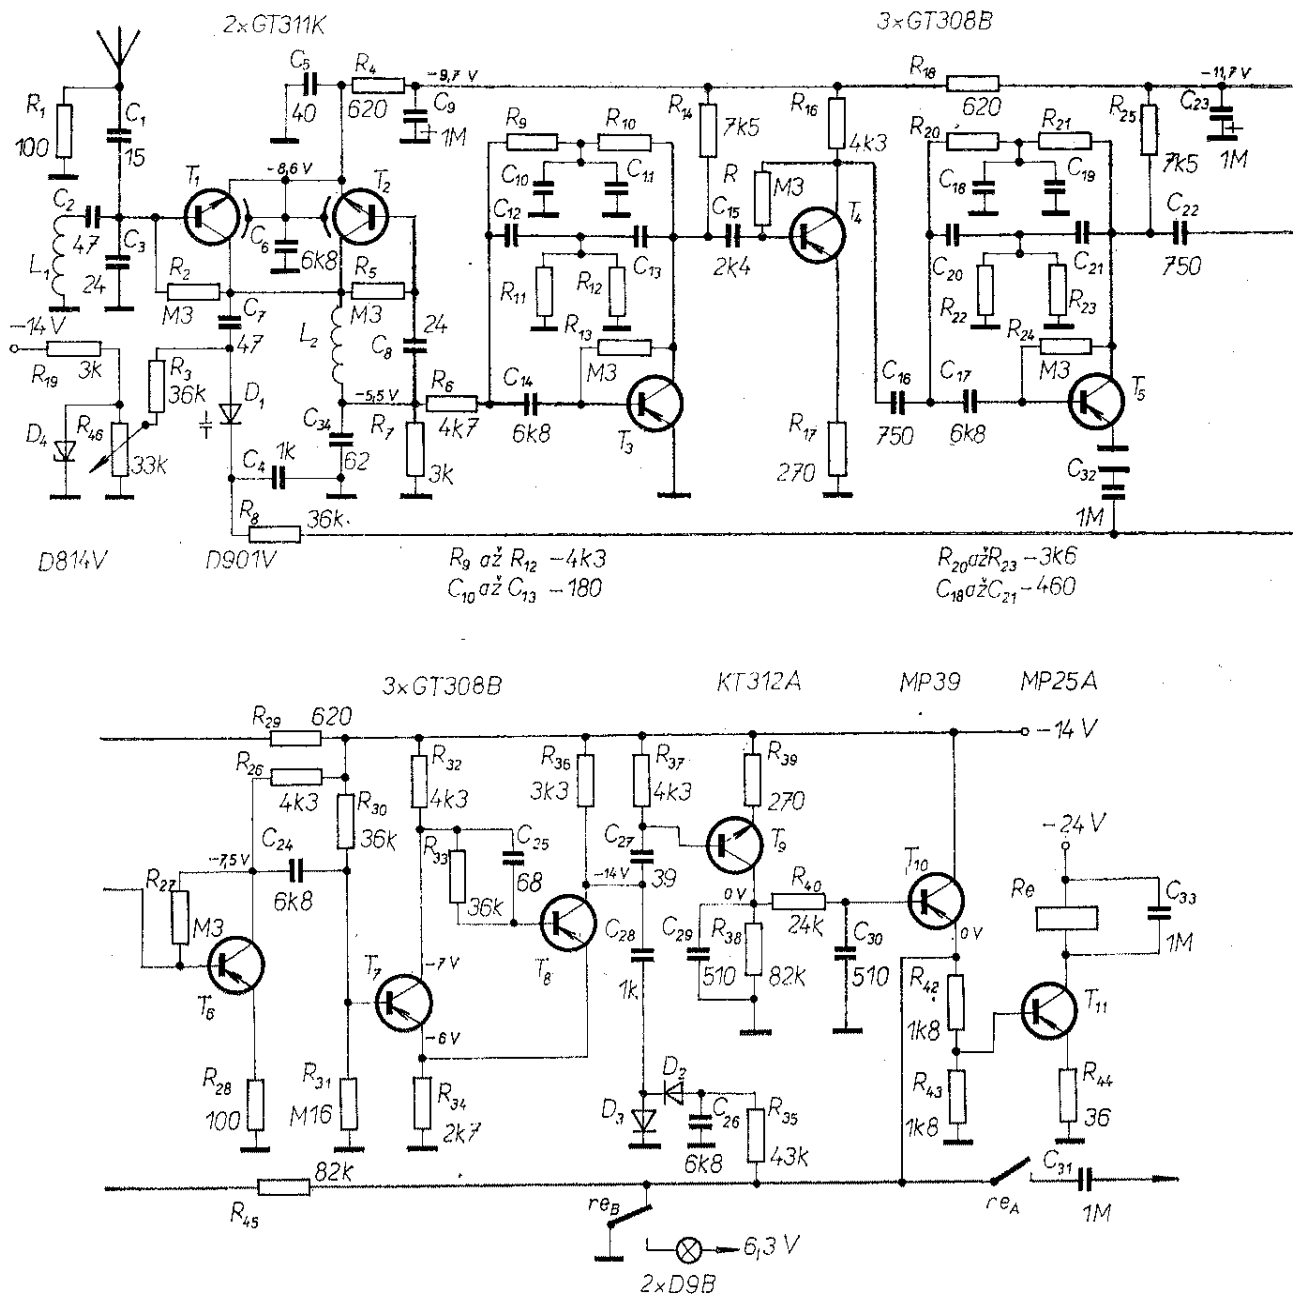 2xGT311K
3xGT308B
C5
40
R4
620
-9,7 V
C9
1M
R18
620
-11,7 V
C23
1M
R1
100
C1
15
R9
R10
R14
7k5
R16
4k3
R20
R21
R25
7k5
T1
-8,6 V
T2
C10
C11
R
M3
C18
C19
C2
47
C3
24
L1
C6
6k8
C12
C13
C15
2k4
T4
C20
C21
C22
750
R2
M3
C7
47
R5
M3
L2
C8
24
R11
R12
R22
R23
-14V
R19
3k
R3
36k
R13
M3
R24
M3
D1
-5,5 V
R6
4k7
C14
6k8
T3
C16
750
C17
6k8
T5
D4
R46
33k
C4
1k
C34
62
R7
3k
R17
270
C32
1M
R8
36k
D814V
D901V
R9 až R12 -4k3
C10 až C13 -180
R20 až R23 -3k6
C18 až C21 -460
3xGT308B
KT312A
MP39
MP25A
R29
620
-14 V
R26
4k3
R30
36k
R32
4k3
R36
3k3
R37
4k3
R39
270
-24V
C24
6k8
-7,5 V
R33
36k
C25
68
C27
39
T9
T10
Re
C33
1M
R27
M3
-14 V
0 V
R40
24k
T6
T7
-7 V
T8
C28
1k
C29
510
R38
82k
C30
510
0 V
R42
1k8
T11
-6 V
R28
100
R31
M16
R34
2k7
D2
D3
C26
6k8
R35
43k
R43
1k8
R44
36
R45
82k
reB
reA
C31
1M
6,3 V
2xD9B